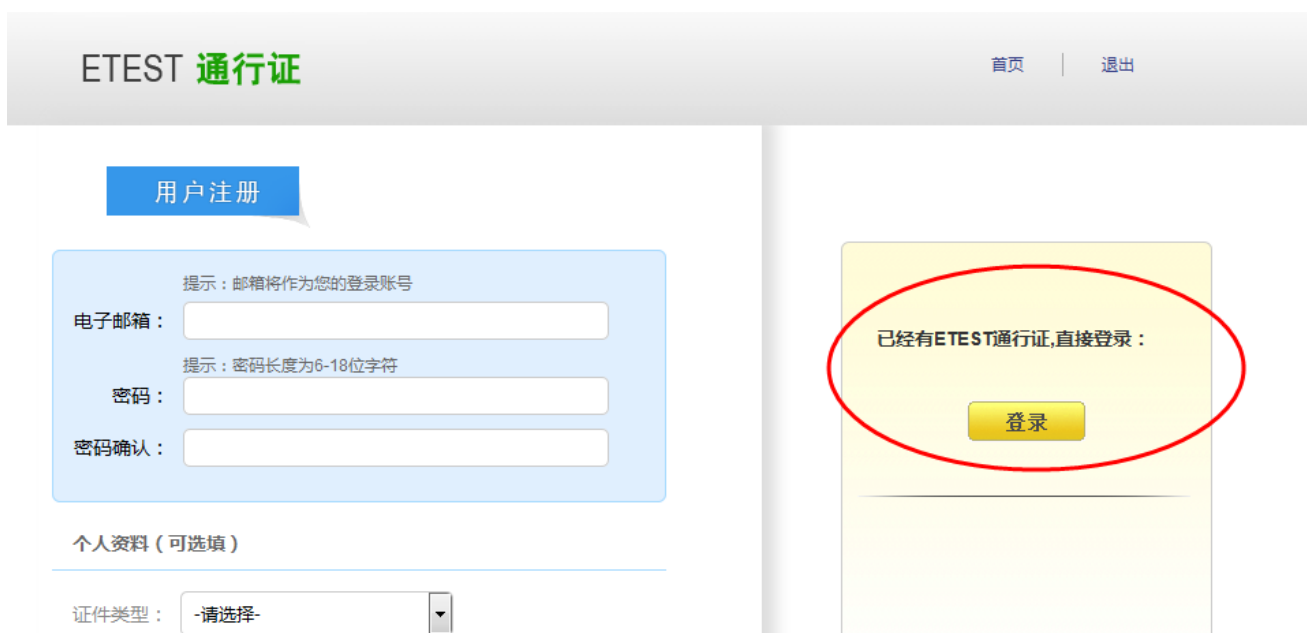 ETEST 通行证
首页
退出
用户注册
提示：邮箱将作为您的登录账号
电子邮箱：
提示：密码长度为6-18位字符
密码：
密码确认：
个人资料（可选填）
证件类型：
-请选择-
已经有ETEST通行证,直接登录：
登录